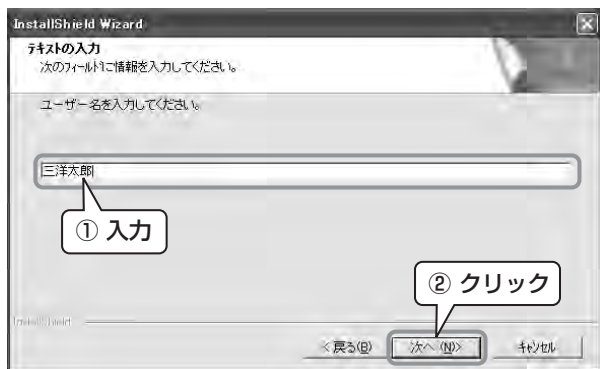 InstallShield Wizard
テキストの入力
次のフィールドに情報を入力してください。
ユーザー名を入力してください。
三洋太郎
① 入力
② クリック
InstallShield
<戻る(B) 次へ(N)> キャンセル